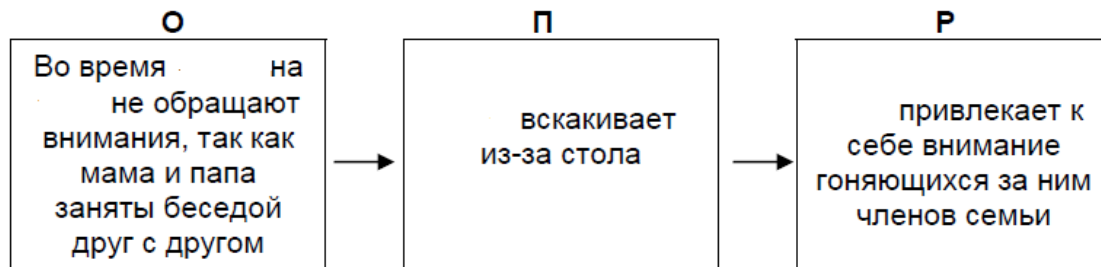 О
П
Р
Во время на
не обращают
внимания, так как
мама и папа
заняты беседой
друг с другом
вскакивает
из-за стола
привлекает к
себе внимание
гоняющихся за ним
членов семьи